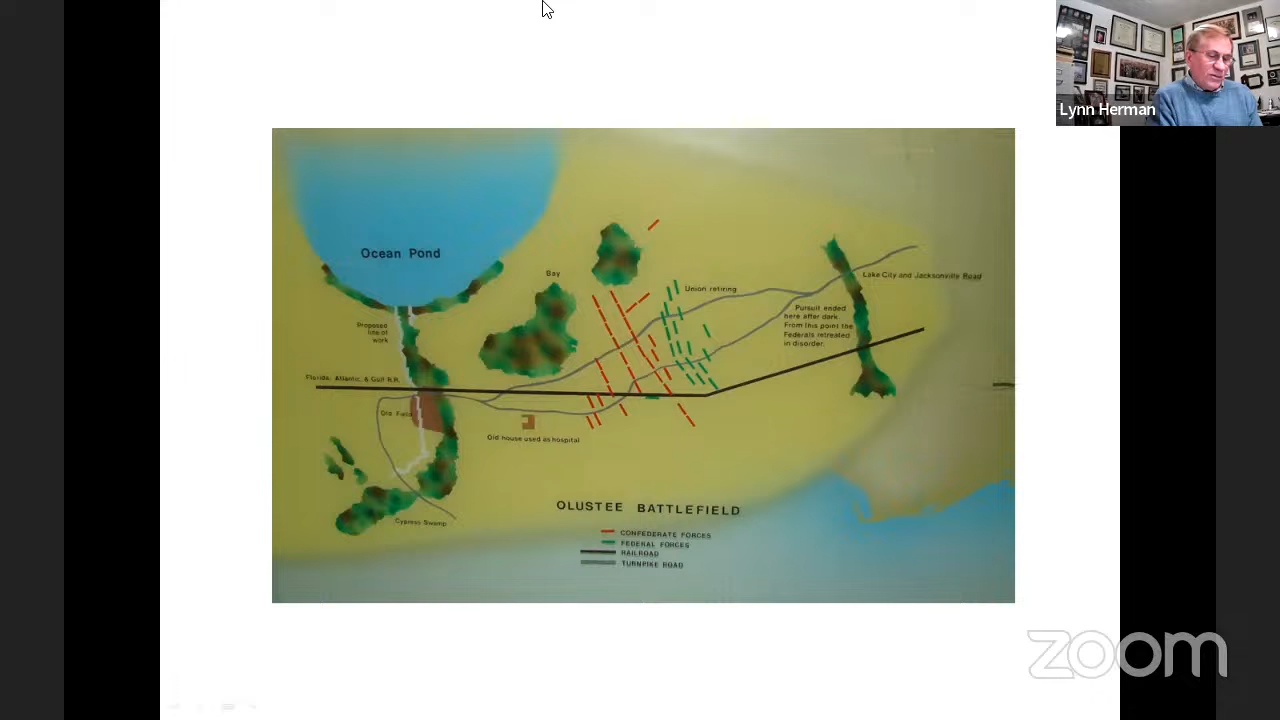 Lynn Herman
Ocean Pond
Bay
Union retiring
Lake City and Jacksonville Road
Proposed
line of
work
Pursuit ended
here after dark.
From this point the
Federals retreated
in disorder.
Florida, Atlantic, & Gulf R.R.
Old Field
Old house used as hospital
Cypress Swamp
OLUSTEE BATTLEFIELD
CONFEDERATE FORCES
FEDERAL FORCES
RAILROAD
TURNPIKE ROAD
zoom